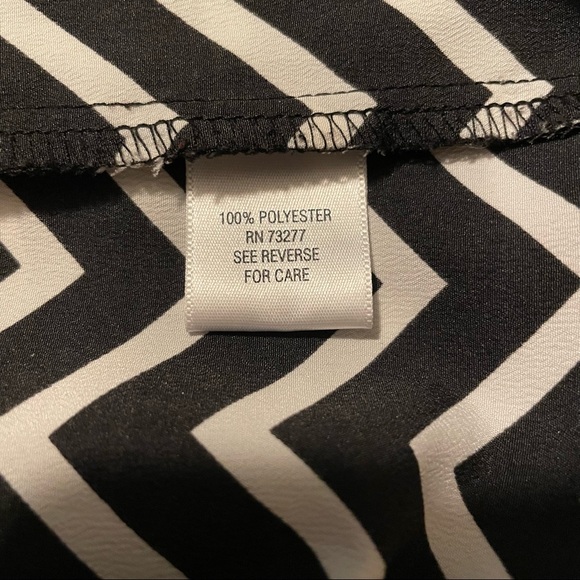 100% POLYESTER
RN 73277
SEE REVERSE
FOR CARE